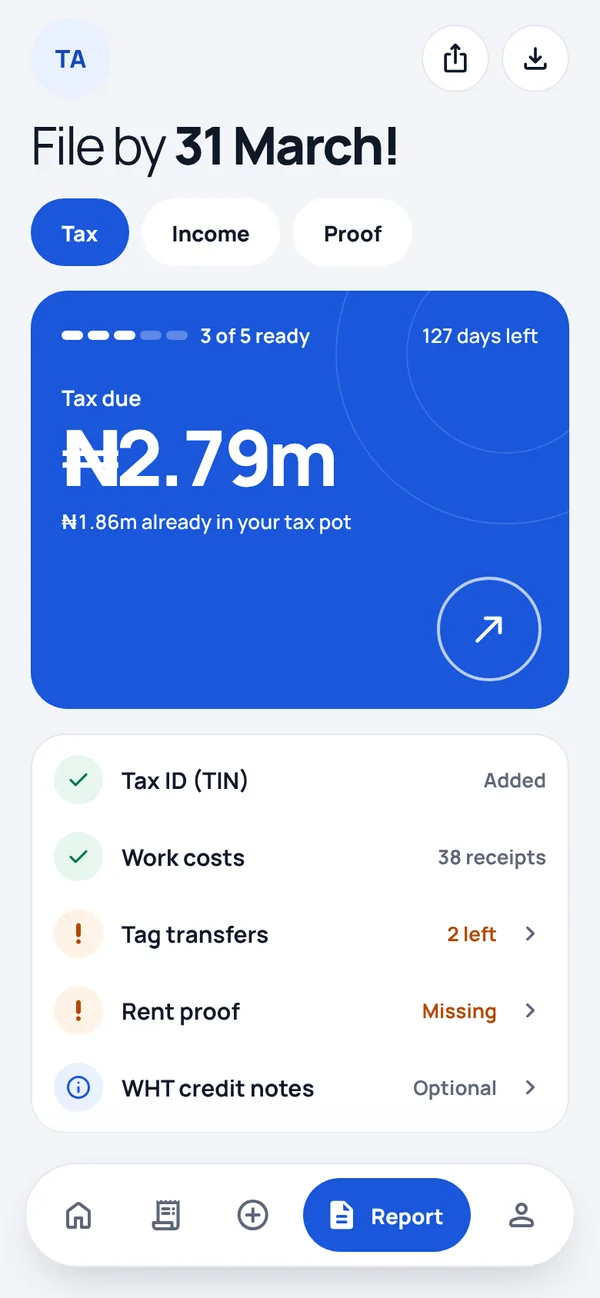 TA
File by 31 March!
Tax Income Proof
3 of 5 ready 127 days left
Tax due
₦2.79m
₦1.86m already in your tax pot
Tax ID (TIN) Added
Work costs 38 receipts
Tag transfers 2 left
Rent proof Missing
WHT credit notes Optional
Report